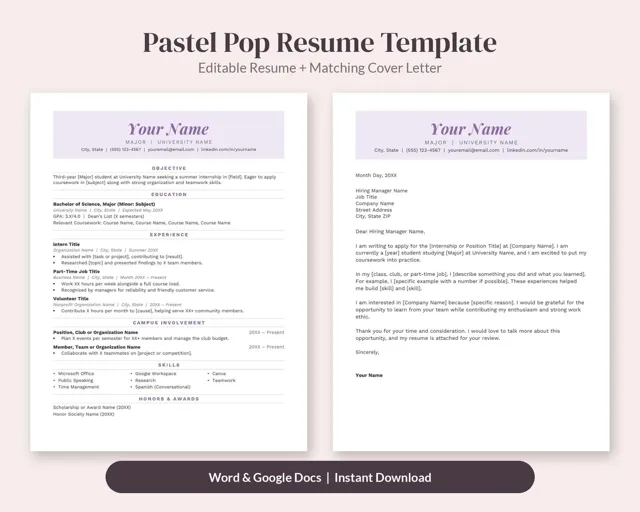 Pastel Pop Resume Template
Editable Resume + Matching Cover Letter
Your Name
MAJOR | UNIVERSITY NAME
City, State | (555) 123-4567 | youremail@email.com | linkedin.com/in/yourname
OBJECTIVE
Third-year [Major] student at University Name seeking a summer internship in [field]. Eager to apply
coursework in [subject] along with strong organization and teamwork skills.
EDUCATION
Bachelor of Science, Major (Minor: Subject)
University Name | City, State | Expected May 20XX
GPA: 3.X/4.0 | Dean's List (X semesters)
Relevant Coursework: Course Name, Course Name, Course Name, Course Name
EXPERIENCE
Intern Title
Organization Name | City, State | Summer 20XX
• Assisted with [task or project], contributing to [result].
• Researched [topic] and presented findings to X team members.
Part-Time Job Title
Business Name | City, State | Month 20XX – Present
• Work XX hours per week alongside a full course load.
• Recognized by managers for reliability and friendly customer service.
Volunteer Title
Nonprofit Organization Name | City, State | 20XX – Present
• Contribute X hours per month to [cause], helping serve XX+ community members.
CAMPUS INVOLVEMENT
Position, Club or Organization Name 20XX – Present
• Plan X events per semester for XX+ members and manage the club budget.
Member, Team or Organization Name 20XX – Present
• Collaborate with X teammates on [project or competition].
SKILLS
• Microsoft Office • Google Workspace • Canva
• Public Speaking • Research • Teamwork
• Time Management • Spanish (Conversational)
HONORS & AWARDS
Scholarship or Award Name (20XX)
Honor Society Name (20XX)
Your Name
MAJOR | UNIVERSITY NAME
City, State | (555) 123-4567 | youremail@email.com | linkedin.com/in/yourname
Month Day, 20XX
Hiring Manager Name
Job Title
Company Name
Street Address
City, State ZIP
Dear Hiring Manager Name,
I am writing to apply for the [Internship or Position Title] at [Company Name]. I am
currently a [year] student studying [Major] at University Name, and I am excited to put my
coursework into practice.
In my [class, club, or part-time job], I [describe something you did and what you learned].
For example, I [specific example with a number if possible]. These experiences helped
me build [skill] and [skill].
I am interested in [Company Name] because [specific reason]. I would be grateful for the
opportunity to learn from your team while contributing my enthusiasm and strong work
ethic.
Thank you for your time and consideration. I would love to talk more about this
opportunity, and my resume is attached for your review.
Sincerely,
Your Name
Word & Google Docs | Instant Download